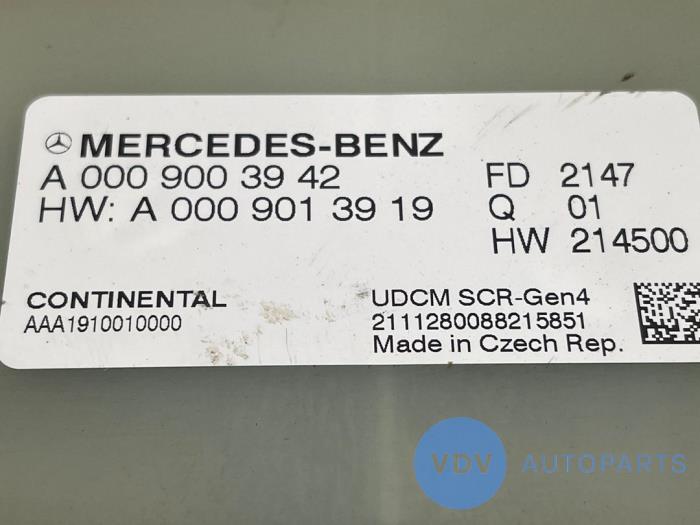 MERCEDES-BENZ
A 000 900 39 42
HW: A 000 901 39 19
FD 2147
Q 01
HW 214500
CONTINENTAL
AAA1910010000
UDCM SCR-Gen4
2111280088215851
Made in Czech Rep.
VDV AUTOPARTS